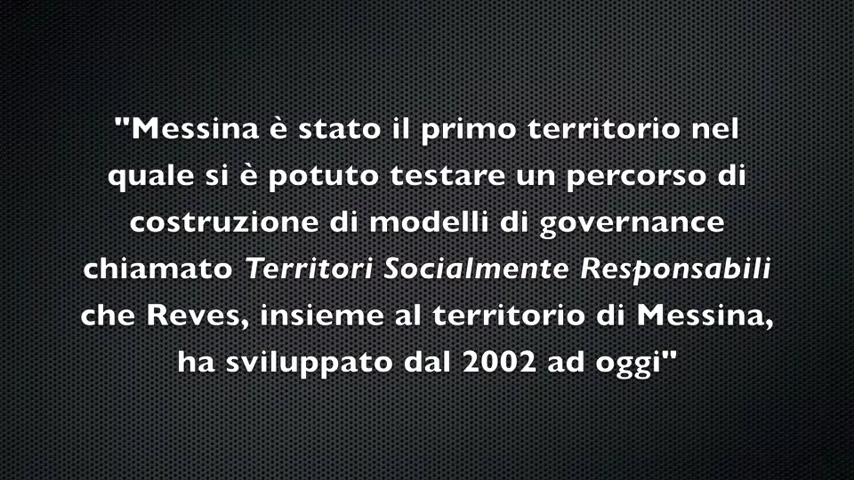 "Messina è stato il primo territorio nel
quale si è potuto testare un percorso di
costruzione di modelli di governance
chiamato Territori Socialmente Responsabili
che Reves, insieme al territorio di Messina,
ha sviluppato dal 2002 ad oggi"